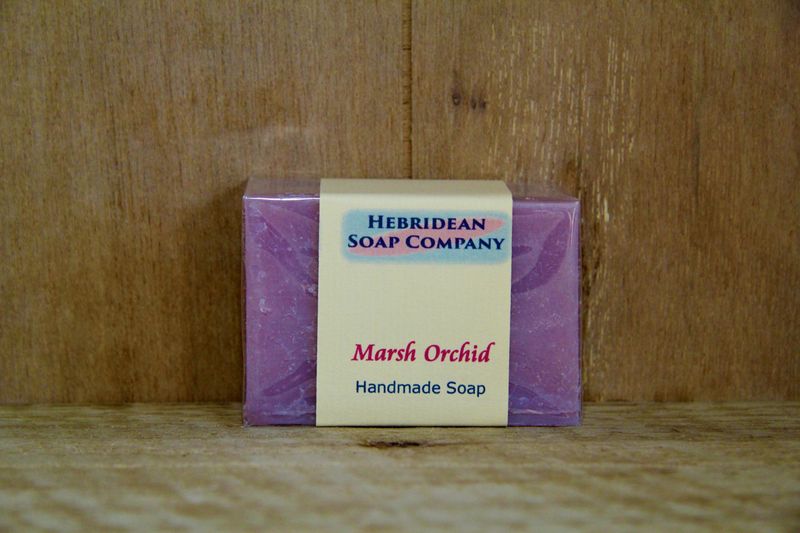 Hebridean
Soap Company
Marsh Orchid
Handmade Soap